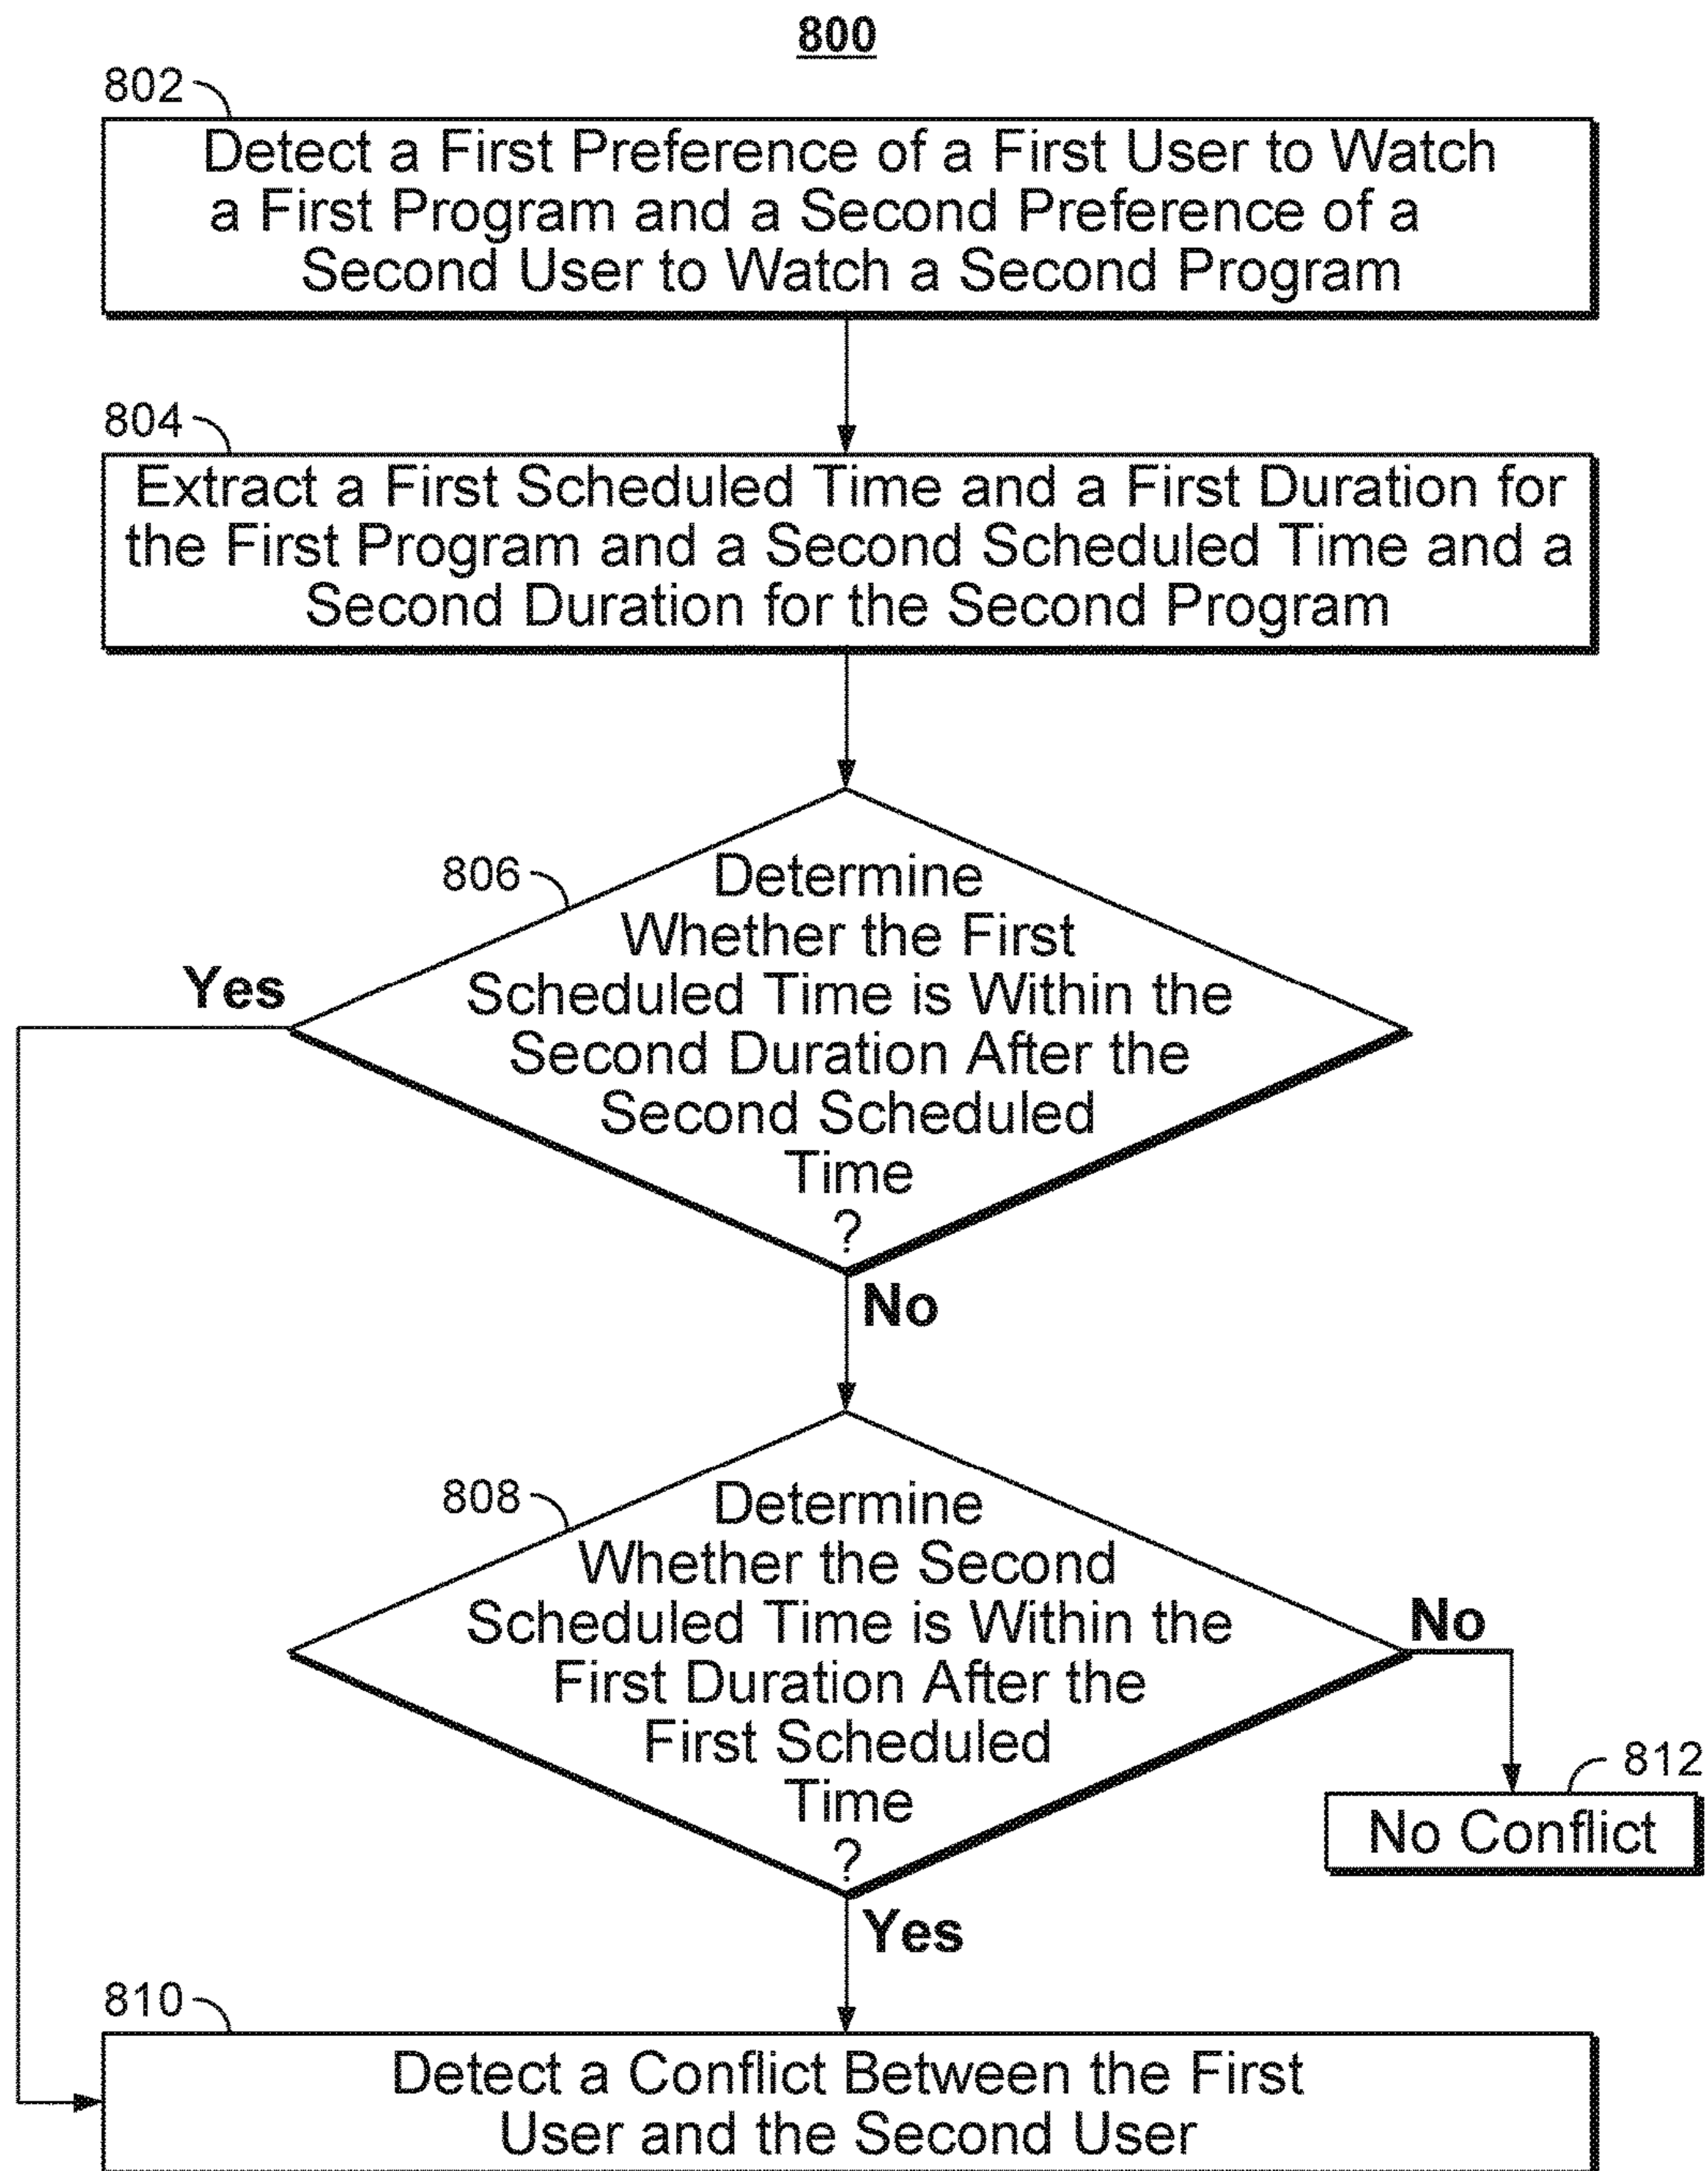 800
802
Detect a First Preference of a First User to Watch
a First Program and a Second Preference of a
Second User to Watch a Second Program
804
Extract a First Scheduled Time and a First Duration for
the First Program and a Second Scheduled Time and a
Second Duration for the Second Program
806
Determine
Whether the First
Scheduled Time is Within the
Second Duration After the
Second Scheduled
Time
?
Yes
No
808
Determine
Whether the Second
Scheduled Time is Within the
First Duration After the
First Scheduled
Time
?
No
812
No Conflict
Yes
810
Detect a Conflict Between the First
User and the Second User